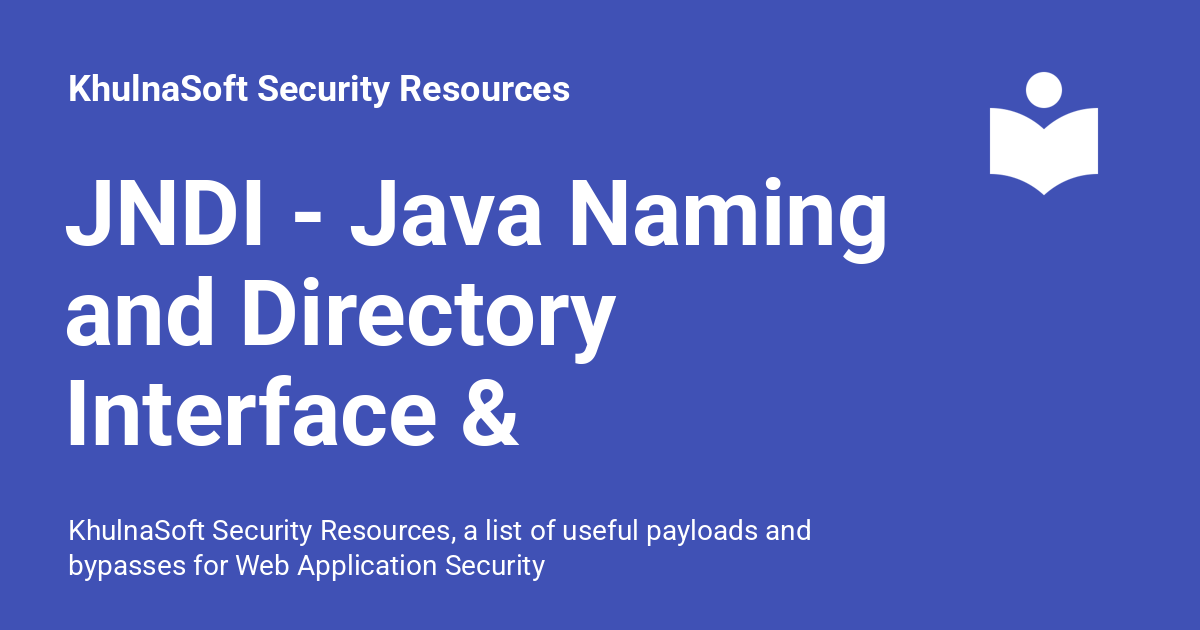 KhulnaSoft Security Resources
JNDI - Java Naming
and Directory
Interface &
KhulnaSoft Security Resources, a list of useful payloads and
bypasses for Web Application Security